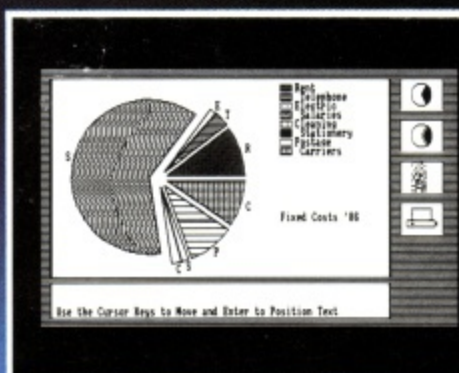 E
T
R
S
C
P
S
C
Rent
Telephone
Electric
Salaries
Cleaning
Stationery
Postage
Carriers
Fixed Costs '86
Use the Cursor Keys to Move and Enter to Position Text